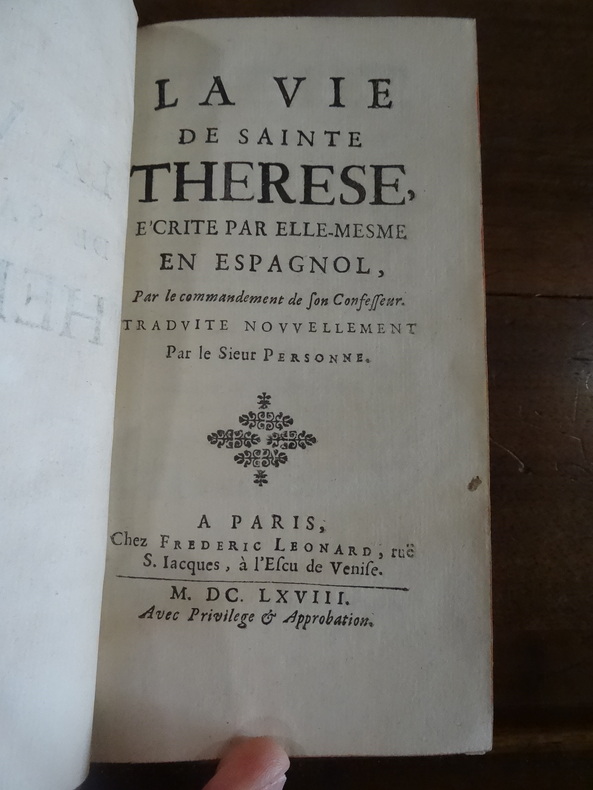 LA VIE
DE SAINTE
THERESE,
E'CRITE PAR ELLE-MESME
EN ESPAGNOL,
Par le commandement de ſon Confeſſeur.
TRADVITE NOVVELLEMENT
Par le Sieur PERSONNE.
A PARIS,
Chez FREDERIC LEONARD, ruë
S. Iacques, à l'Eſcu de Veniſe.
M. DC. LXVIII.
Avec Privilege & Approbation.